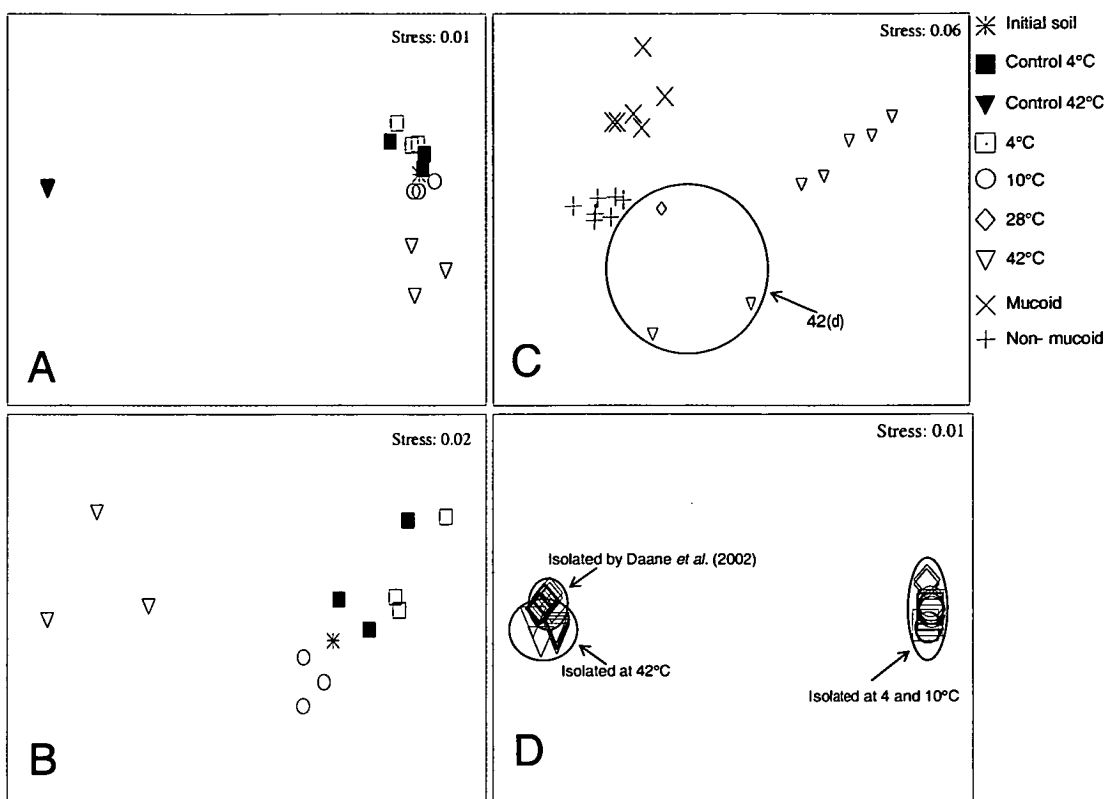 Stress: 0.01
A
Stress: 0.06
42(d)
C
Initial soil
Control 4°C
Control 42°C
4°C
10°C
28°C
42°C
Mucoid
Non- mucoid
Stress: 0.02
B
Stress: 0.01
Isolated by Daane et al. (2002)
Isolated at 42°C
Isolated at 4 and 10°C
D